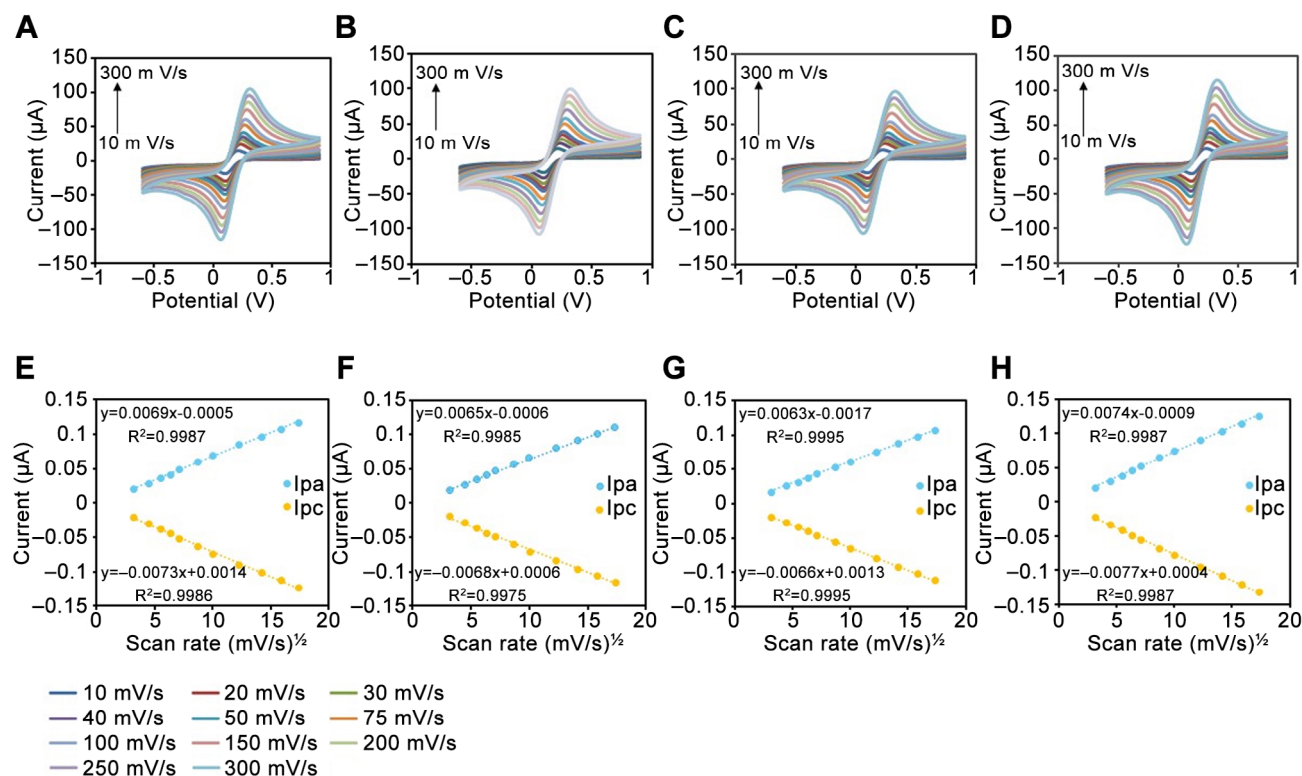 A
150
100
50
0
–50
–100
–150
Current (µA)
300 m V/s
10 m V/s
–1
–0.5
0
0.5
1
Potential (V)
B
150
100
50
0
–50
–100
–150
Current (µA)
300 m V/s
10 m V/s
–1
–0.5
0
0.5
1
Potential (V)
C
150
100
50
0
–50
–100
–150
Current (µA)
300 m V/s
10 m V/s
–1
–0.5
0
0.5
1
Potential (V)
D
150
100
50
0
–50
–100
–150
Current (µA)
300 m V/s
10 m V/s
–1
–0.5
0
0.5
1
Potential (V)
E
0.15
0.1
0.05
0
–0.05
–0.1
–0.15
Current (µA)
y=0.0069x-0.0005
R²=0.9987
Ipa
Ipc
y=–0.0073x+0.0014
R²=0.9986
0
5
10
15
20
Scan rate (mV/s)½
F
0.15
0.1
0.05
0
–0.05
–0.1
–0.15
Current (µA)
y=0.0065x-0.0006
R²=0.9985
Ipa
Ipc
y=–0.0068x+0.0006
R²=0.9975
0
5
10
15
20
Scan rate (mV/s)½
G
0.15
0.1
0.05
0
–0.05
–0.1
–0.15
Current (µA)
y=0.0063x-0.0017
R²=0.9995
Ipa
Ipc
y=–0.0066x+0.0013
R²=0.9995
0
5
10
15
20
Scan rate (mV/s)½
H
0.15
0.1
0.05
0
–0.05
–0.1
–0.15
Current (µA)
y=0.0074x-0.0009
R²=0.9987
Ipa
Ipc
y=–0.0077x+0.0004
R²=0.9987
0
5
10
15
20
Scan rate (mV/s)½
10 mV/s
20 mV/s
30 mV/s
40 mV/s
50 mV/s
75 mV/s
100 mV/s
150 mV/s
200 mV/s
250 mV/s
300 mV/s